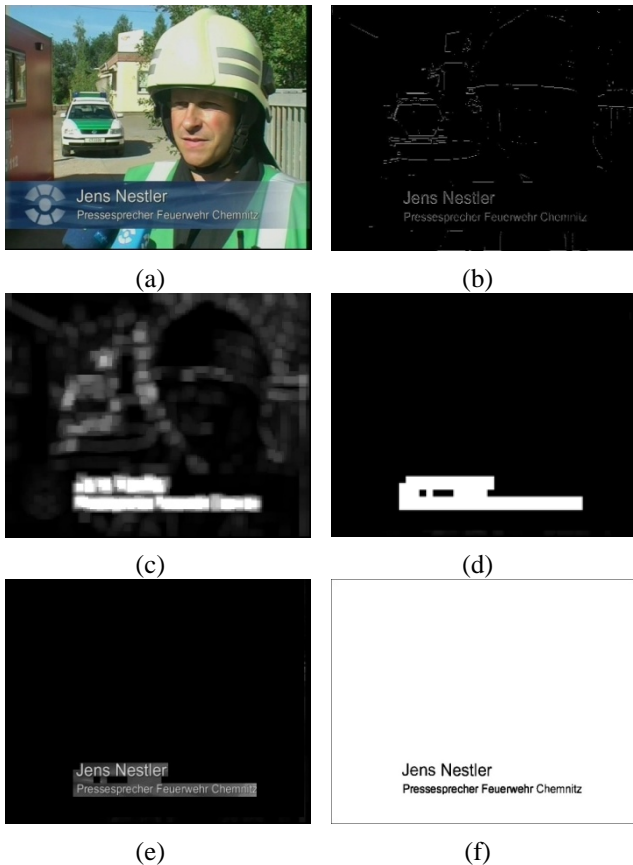 112
Jens Nestler
Pressesprecher Feuerwehr Chemnitz
(a)
Jens Nestler
Pressesprecher Feuerwehr Chemnitz
(b)
(c)
(d)
Jens Nestler
Pressesprecher Feuerwehr Chemnitz
(e)
Jens Nestler
Pressesprecher Feuerwehr Chemnitz
(f)